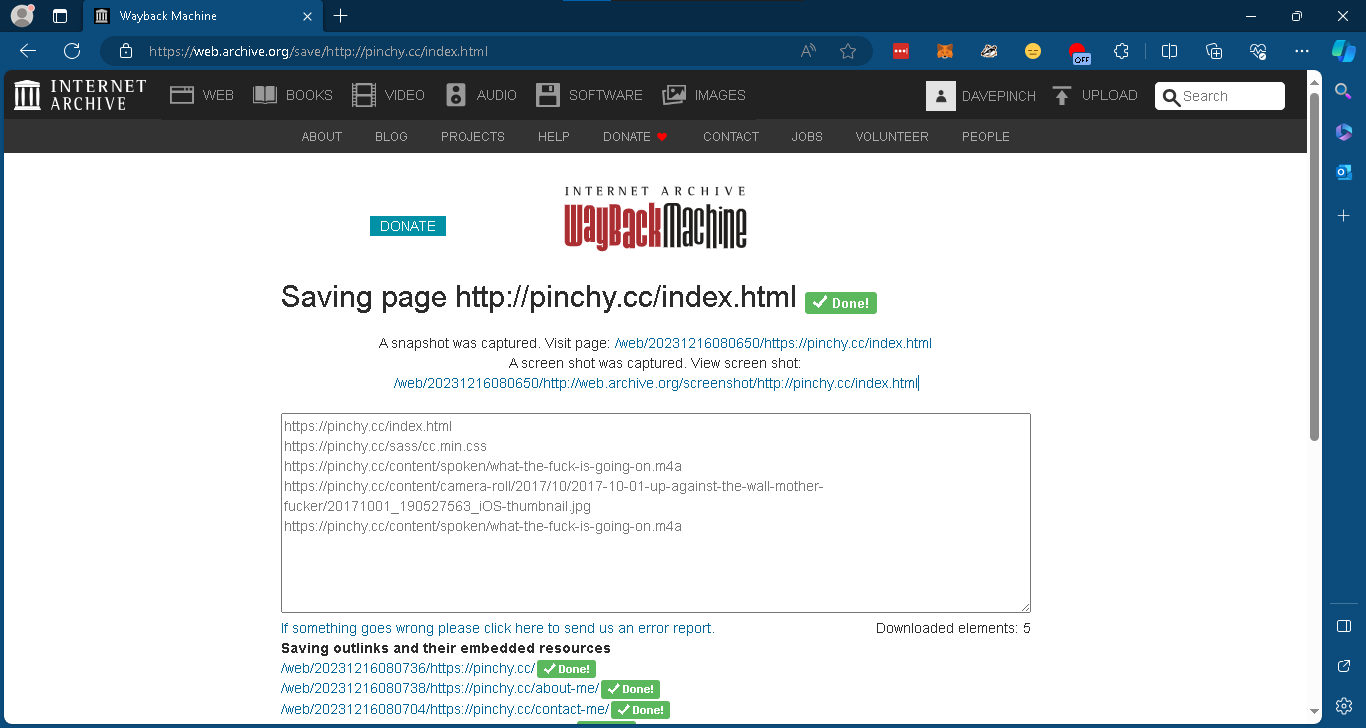 Wayback Machine
https://web.archive.org/save/http://pinchy.cc/index.html
OFF
INTERNET ARCHIVE
WEB
BOOKS
VIDEO
AUDIO
SOFTWARE
IMAGES
DAVEPINCH
UPLOAD
Search
ABOUT
BLOG
PROJECTS
HELP
DONATE
CONTACT
JOBS
VOLUNTEER
PEOPLE
INTERNET ARCHIVE
WayBackMachine
DONATE
Saving page http://pinchy.cc/index.html Done!
A snapshot was captured. Visit page: /web/20231216080650/https://pinchy.cc/index.html
A screen shot was captured. View screen shot:
/web/20231216080650/http://web.archive.org/screenshot/http://pinchy.cc/index.html
https://pinchy.cc/index.html
https://pinchy.cc/sass/cc.min.css
https://pinchy.cc/content/spoken/what-the-fuck-is-going-on.m4a
https://pinchy.cc/content/camera-roll/2017/10/2017-10-01-up-against-the-wall-mother-
fucker/20171001_190527563_iOS-thumbnail.jpg
https://pinchy.cc/content/spoken/what-the-fuck-is-going-on.m4a
If something goes wrong please click here to send us an error report.
Downloaded elements: 5
Saving outlinks and their embedded resources
/web/20231216080736/https://pinchy.cc/ Done!
/web/20231216080738/https://pinchy.cc/about-me/ Done!
/web/20231216080704/https://pinchy.cc/contact-me/ Done!